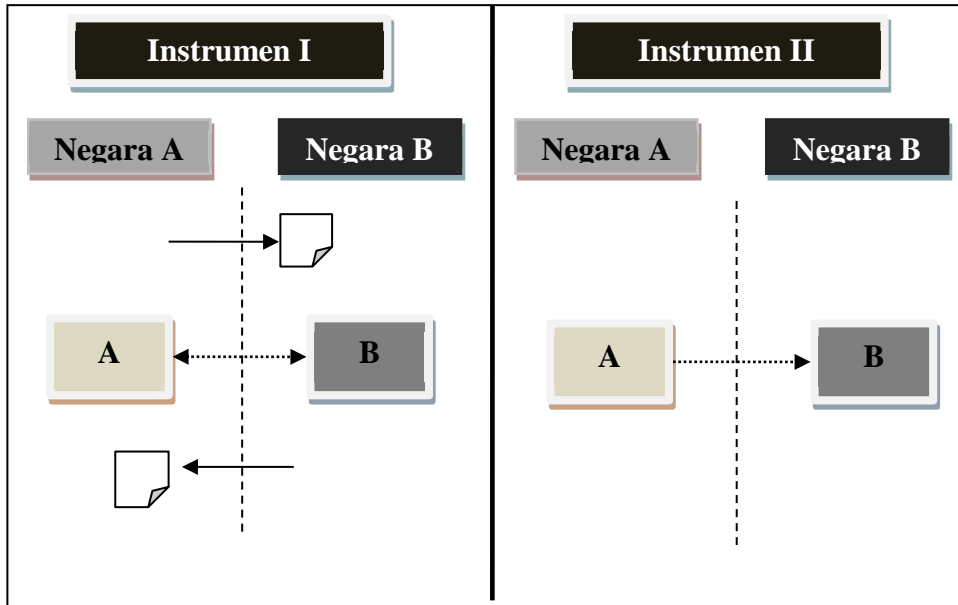 Instrumen I
Negara A
Negara B
A
B
Instrumen II
Negara A
Negara B
A
B